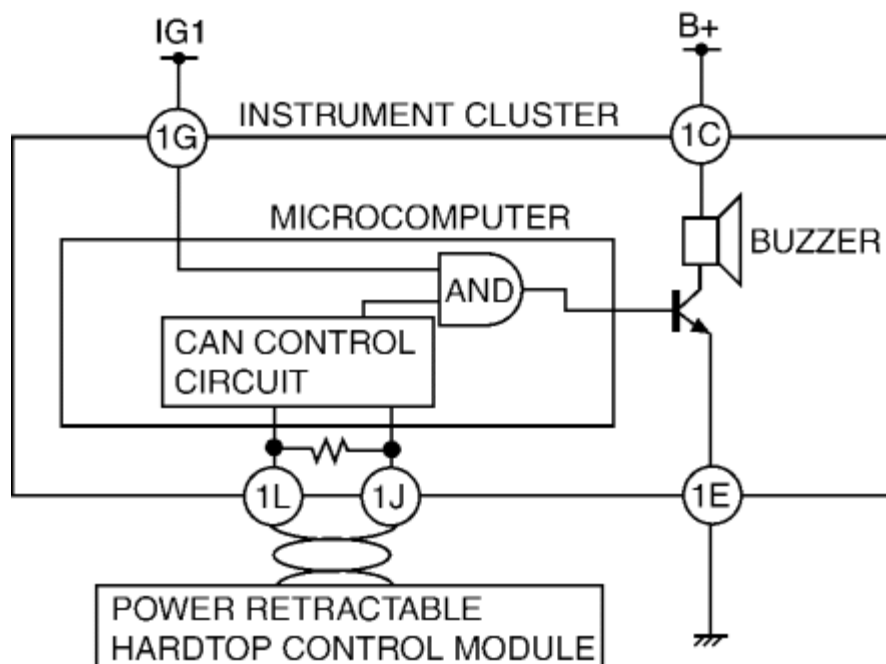 IG1
B+
1G
INSTRUMENT CLUSTER
1C
MICROCOMPUTER
BUZZER
AND
CAN CONTROL
CIRCUIT
1L
1J
1E
POWER RETRACTABLE
HARDTOP CONTROL MODULE